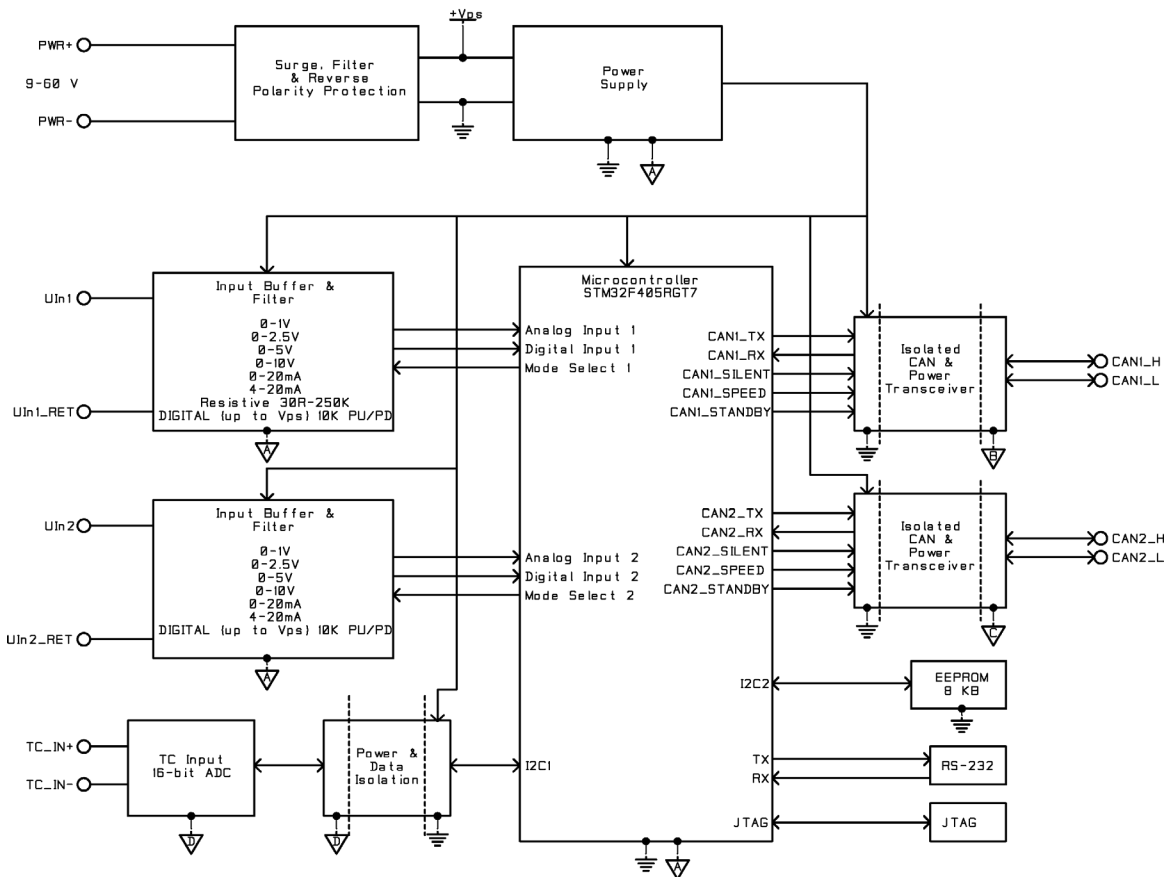 +Vps
PWR+
9-60 V
PWR-
Surge, Filter
& Reverse
Polarity Protection
Power
Supply
A
UIn1
UIn1_RET
Input Buffer &
Filter
0-1V
0-2.5V
0-5V
0-10V
0-20mA
4-20mA
Resistive 30R-250K
DIGITAL (up to Vps) 10K PU/PD
A
UIn2
UIn2_RET
Input Buffer &
Filter
0-1V
0-2.5V
0-5V
0-10V
0-20mA
4-20mA
DIGITAL (up to Vps) 10K PU/PD
A
TC_IN+
TC_IN-
TC Input
16-bit ADC
D
Power &
Data
Isolation
D
Microcontroller
STM32F405RGT7
Analog Input 1
Digital Input 1
Mode Select 1
Analog Input 2
Digital Input 2
Mode Select 2
I2C1
CAN1_TX
CAN1_RX
CAN1_SILENT
CAN1_SPEED
CAN1_STANDBY
CAN2_TX
CAN2_RX
CAN2_SILENT
CAN2_SPEED
CAN2_STANDBY
I2C2
TX
RX
JTAG
A
Isolated
CAN &
Power
Transceiver
B
CAN1_H
CAN1_L
Isolated
CAN &
Power
Transceiver
C
CAN2_H
CAN2_L
EEPROM
8 KB
RS-232
JTAG